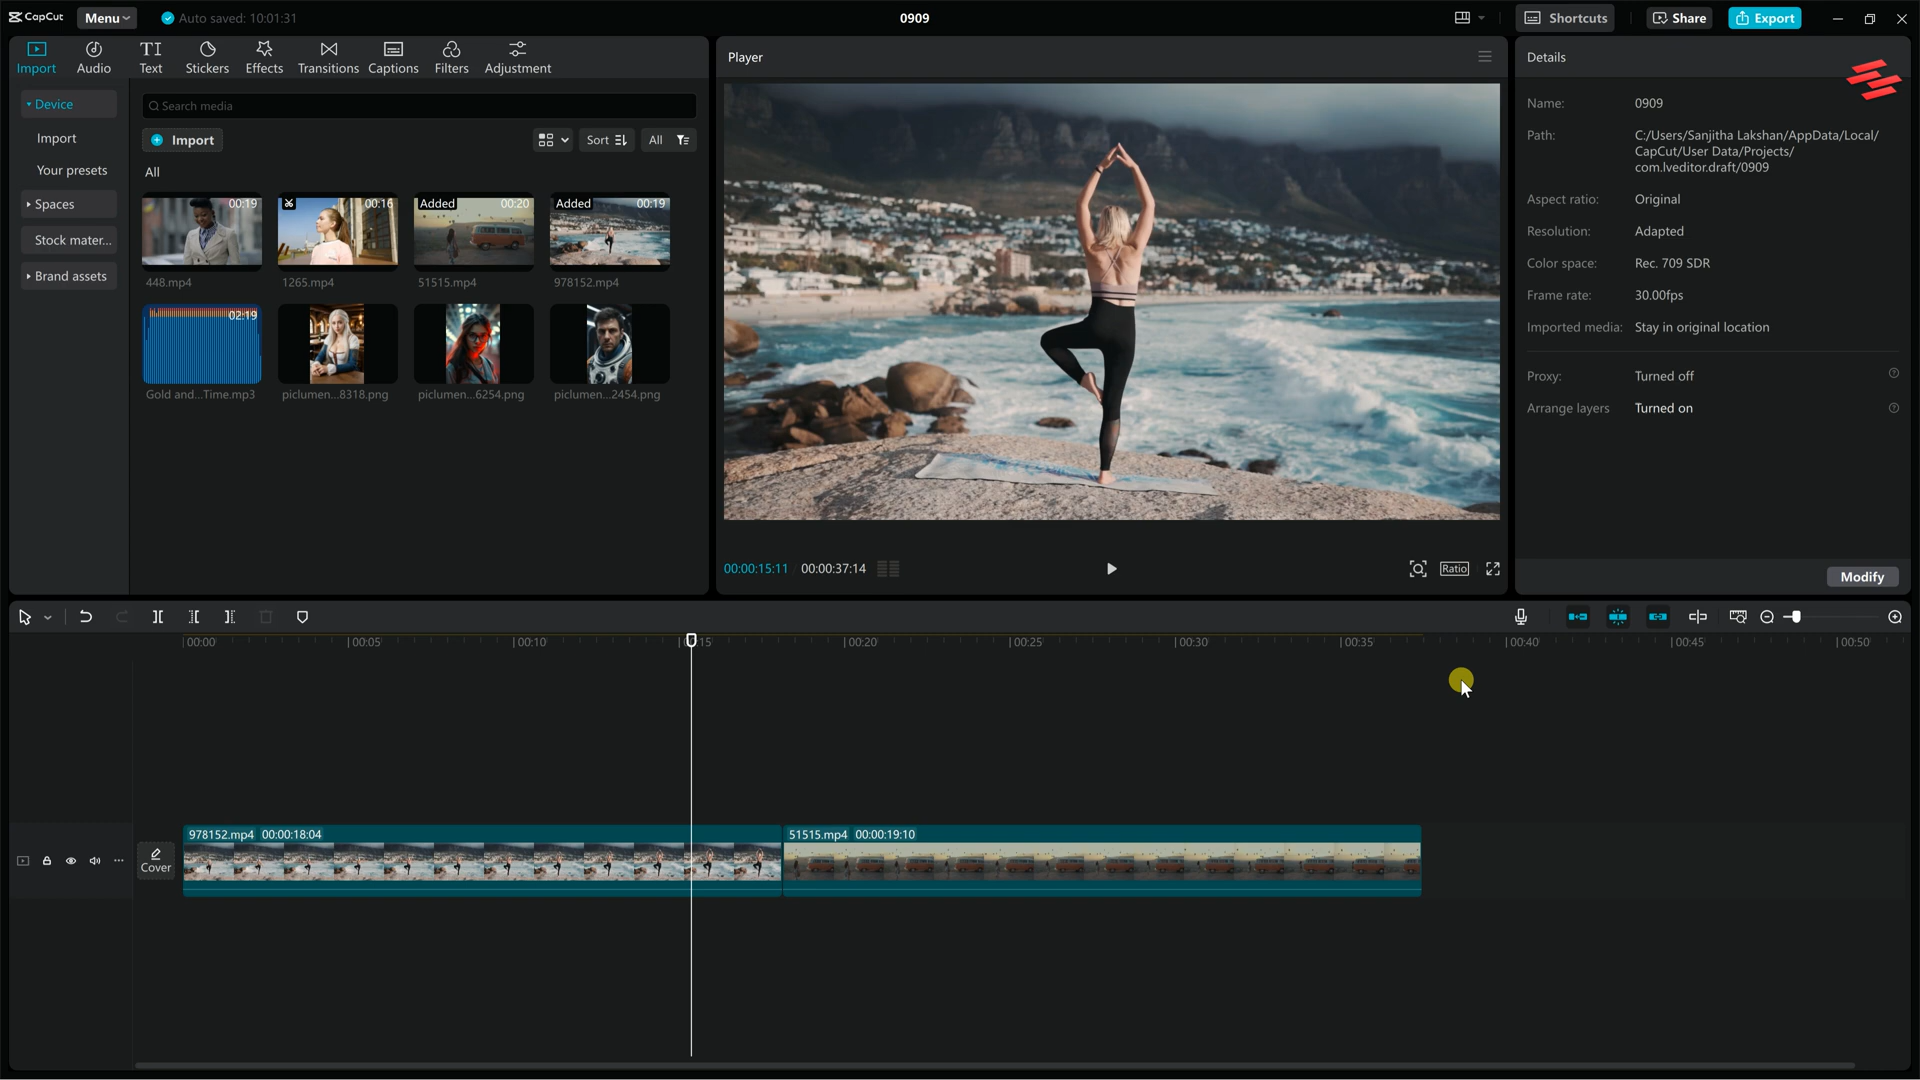 CapCut
Menu
Auto saved: 10:01:31
0909
Shortcuts
Share
Export
Import
Audio
Text
Stickers
Effects
Transitions
Captions
Filters
Adjustment
Device
Import
Your presets
Spaces
Stock mater...
Brand assets
Search media
Import
Sort
All
All
00:19
448.mp4
00:16
1265.mp4
Added
00:20
51515.mp4
Added
00:19
978152.mp4
02:19
Gold and...Time.mp3
piclumen...8318.png
piclumen...6254.png
piclumen...2454.png
Player
00:00:15:11
00:00:37:14
Ratio
Details
Name: 0909
Path: C:/Users/Sanjitha Lakshan/AppData/Local/
CapCut/User Data/Projects/
com.lveditor.draft/0909
Aspect ratio: Original
Resolution: Adapted
Color space: Rec. 709 SDR
Frame rate: 30.00fps
Imported media: Stay in original location
Proxy: Turned off
Arrange layers Turned on
Modify
00:00
00:05
00:10
00:15
00:20
00:25
00:30
00:35
00:40
00:45
00:50
Cover
978152.mp4 00:00:18:04
51515.mp4 00:00:19:10